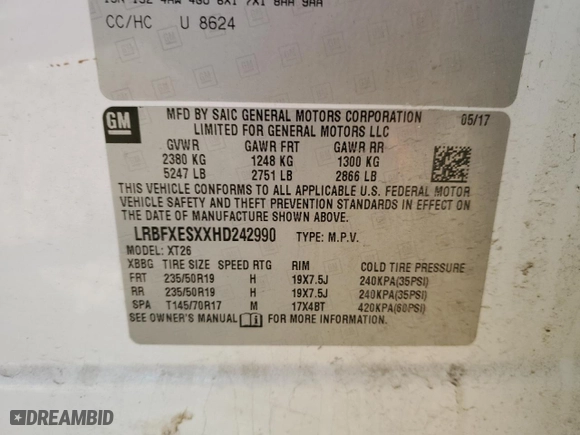 CC/HC U 8624
GM
MFD BY SAIC GENERAL MOTORS CORPORATION
LIMITED FOR GENERAL MOTORS LLC
05/17
GVWR GAWR FRT GAWR RR
2380 KG 1248 KG 1300 KG
5247 LB 2751 LB 2866 LB
THIS VEHICLE CONFORMS TO ALL APPLICABLE U.S. FEDERAL MOTOR
VEHICLE SAFETY AND THEFT PREVENTION STANDARDS IN EFFECT ON
THE DATE OF MANUFACTURE SHOWN ABOVE.
LRBFXESXXHD242990 TYPE: M.P.V.
MODEL: XT26
XBBG TIRE SIZE SPEED RTG RIM COLD TIRE PRESSURE
FRT 235/50R19 H 19X7.5J 240KPA(35PSI)
RR 235/50R19 H 19X7.5J 240KPA(35PSI)
SPA T145/70R17 M 17X4BT 420KPA(60PSI)
SEE OWNER'S MANUAL FOR MORE INFORMATION.
DREAMBID